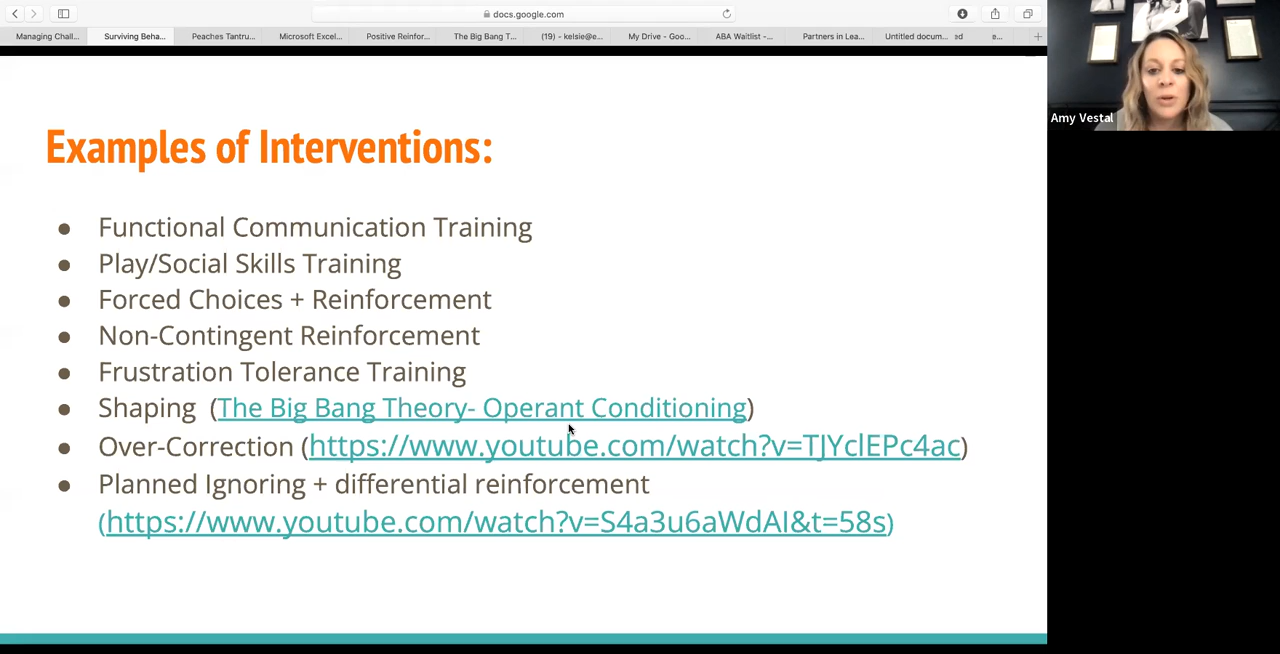 docs.google.com
Managing Chall...
Surviving Beha...
Peaches Tantru...
Microsoft Excel...
Positive Reinfor...
The Big Bang T...
(19) - kelsie@e...
My Drive - Goo...
ABA Waitlist -...
Partners in Lea...
Untitled docum...
ed
e...
Amy Vestal
Examples of Interventions:
● Functional Communication Training
● Play/Social Skills Training
● Forced Choices + Reinforcement
● Non-Contingent Reinforcement
● Frustration Tolerance Training
● Shaping (The Big Bang Theory- Operant Conditioning)
● Over-Correction (https://www.youtube.com/watch?v=TJYclEPc4ac)
● Planned Ignoring + differential reinforcement
(https://www.youtube.com/watch?v=S4a3u6aWdAI&t=58s)